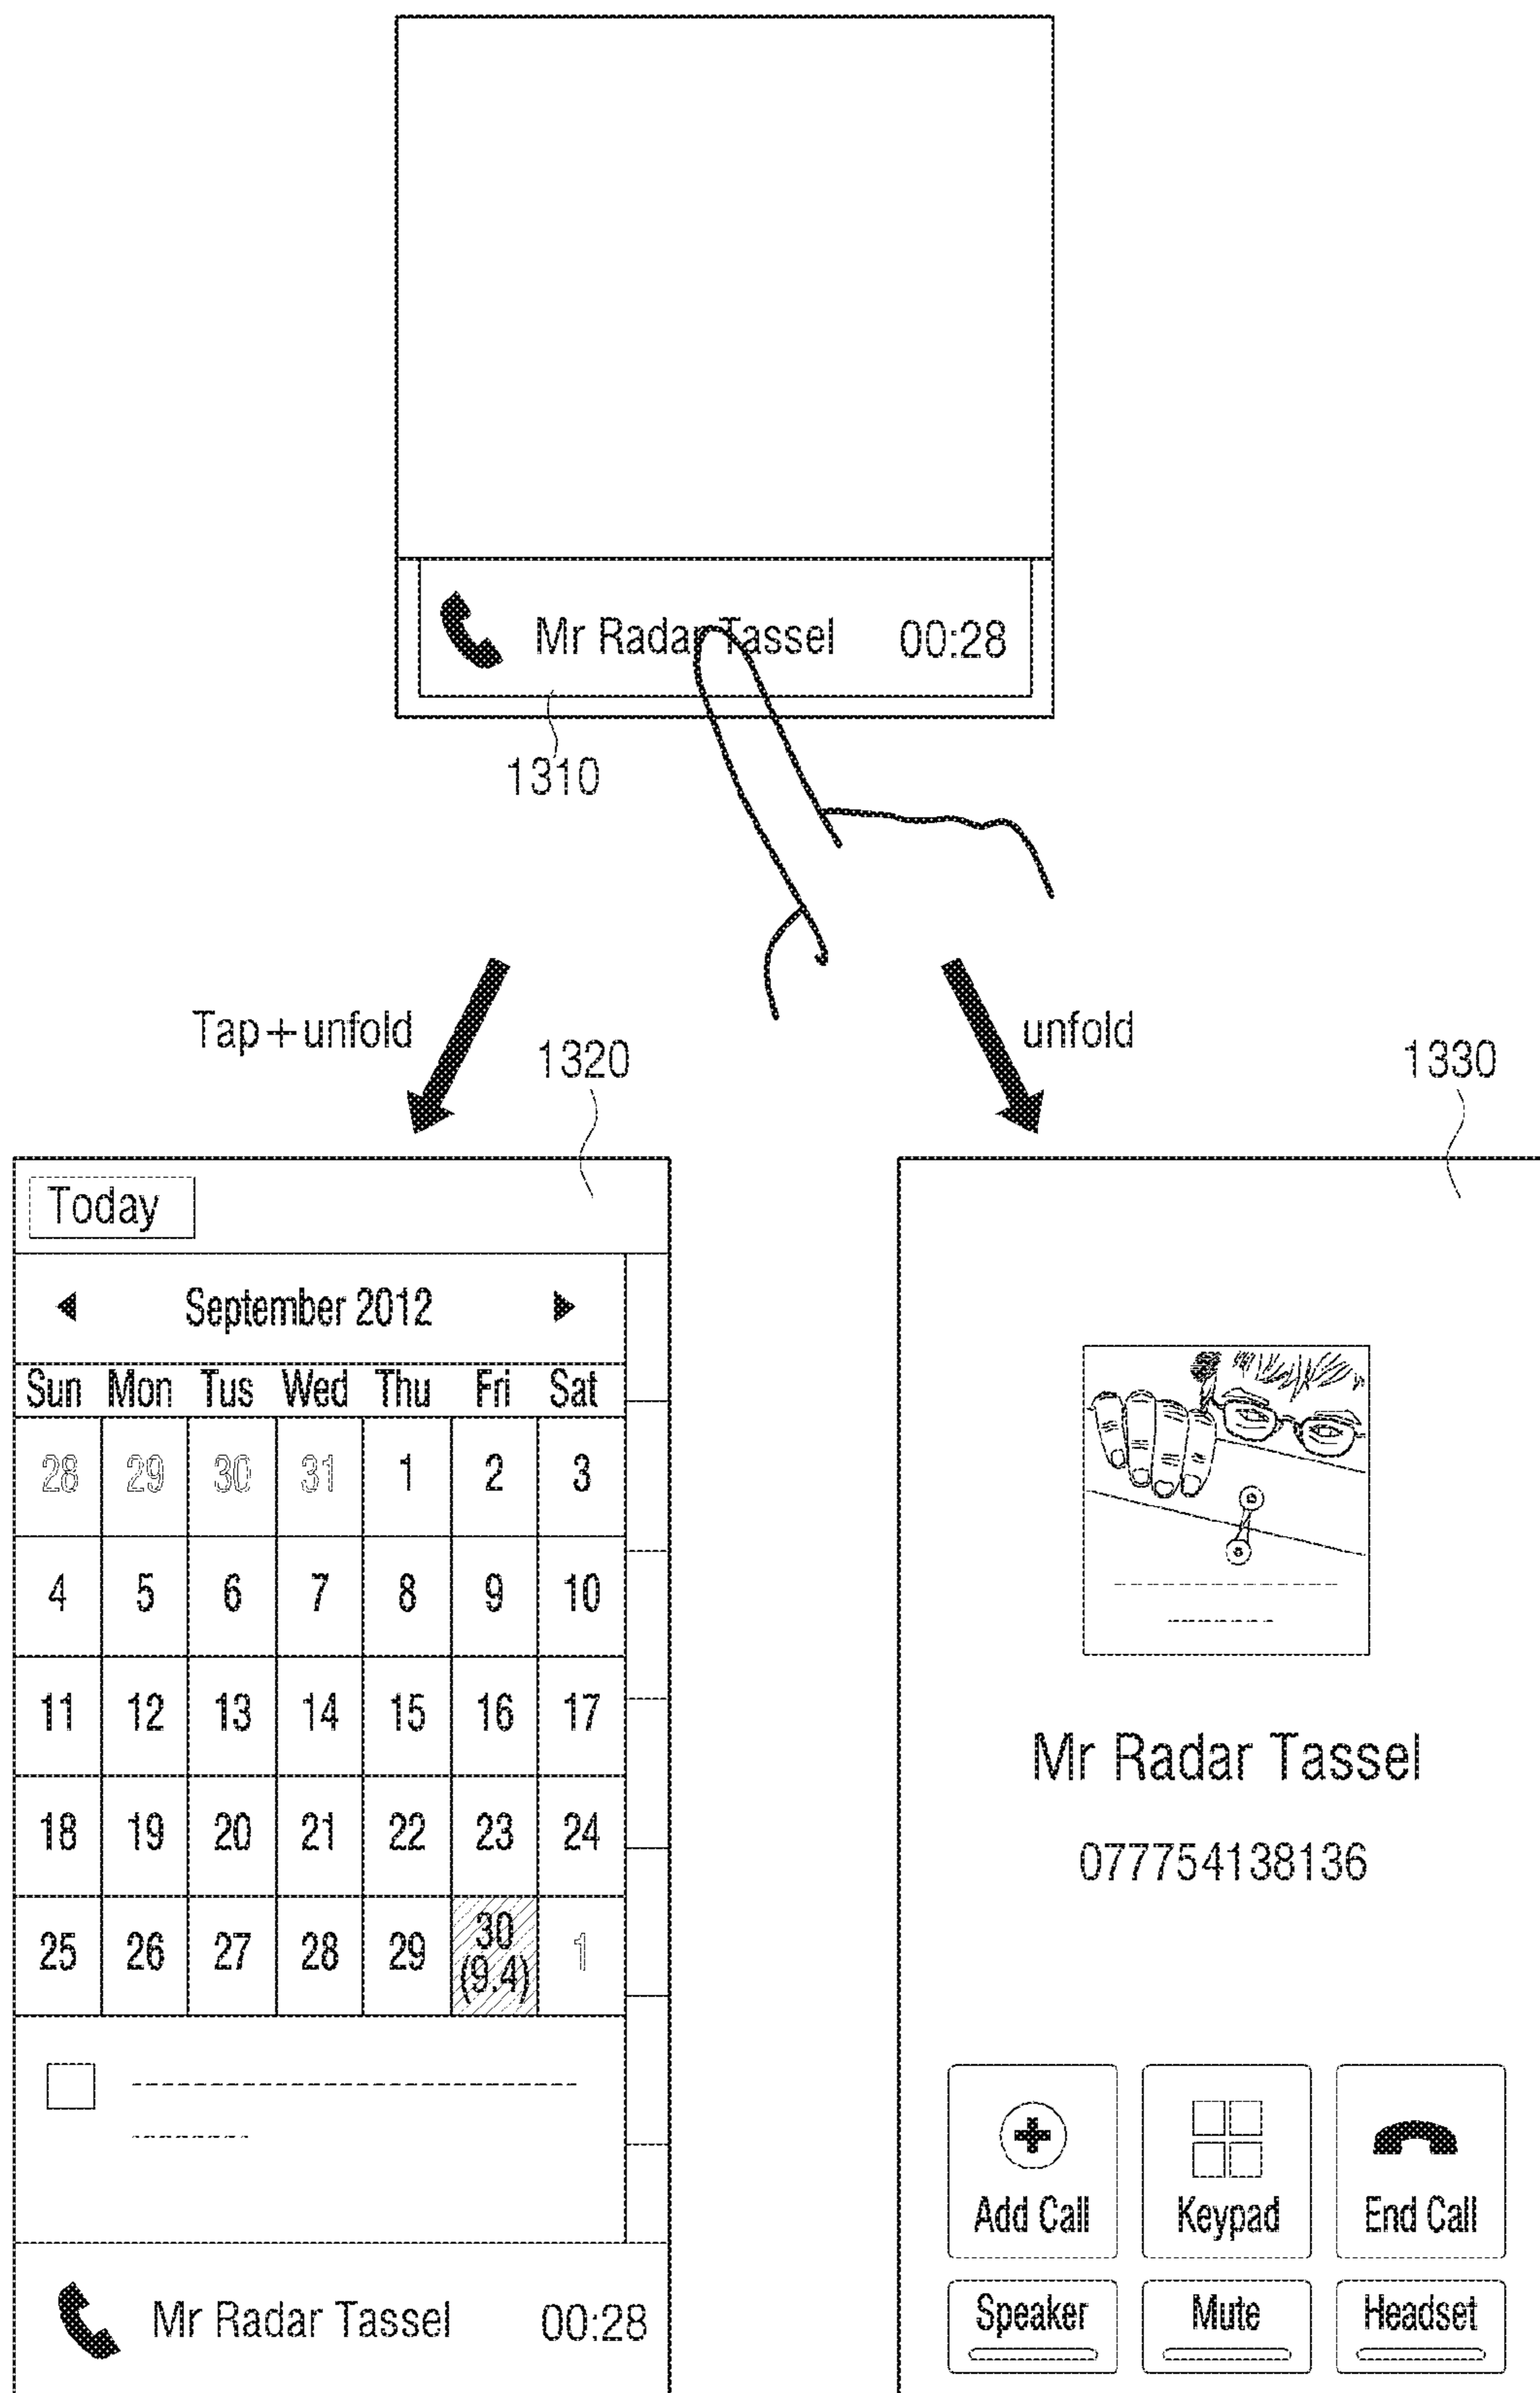 Mr Radar Tassel 00:28
1310
Tap+unfold
unfold
1320
1330
Today
September 2012
Sun Mon Tus Wed Thu Fri Sat
28 29 30 31 1 2 3
4 5 6 7 8 9 10
11 12 13 14 15 16 17
18 19 20 21 22 23 24
25 26 27 28 29 30 1
(9.4)
Mr Radar Tassel 00:28
Mr Radar Tassel
077754138136
Add Call Keypad End Call
Speaker Mute Headset